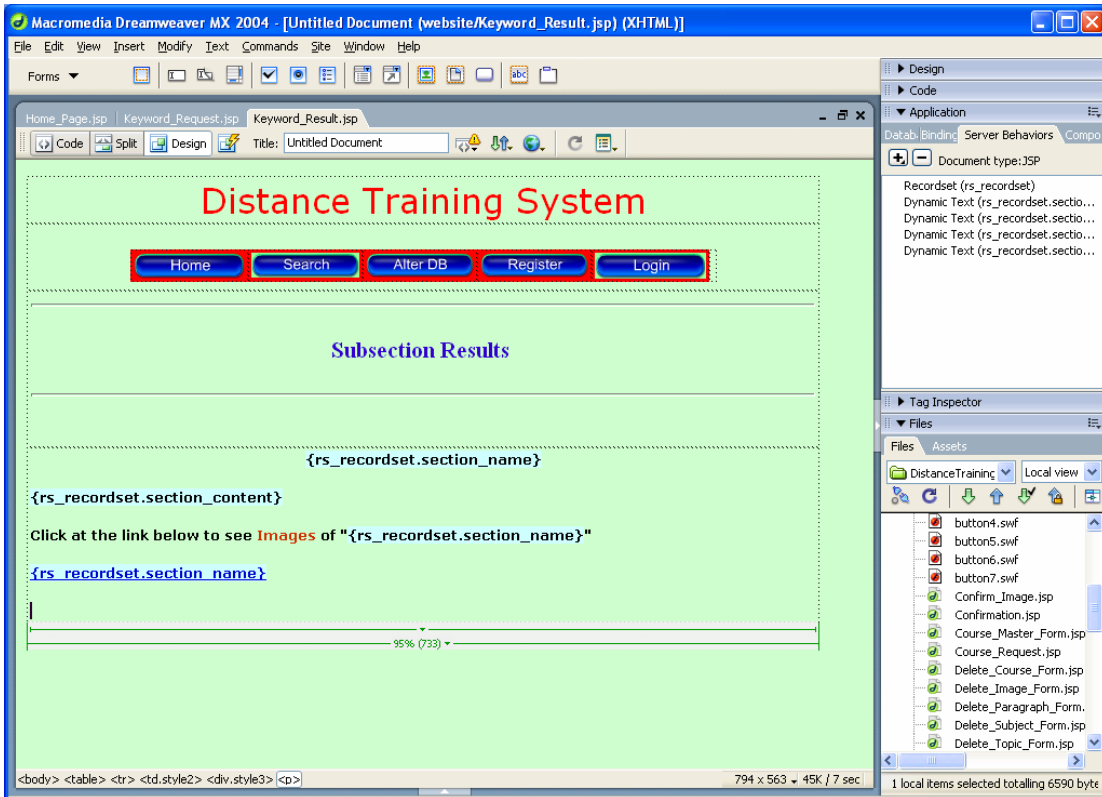 Macromedia Dreamweaver MX 2004 - [Untitled Document (website/Keyword_Result.jsp) (XHTML)]
File Edit View Insert Modify Text Commands Site Window Help
Forms
abc
Home_Page.jsp Keyword_Request.jsp Keyword_Result.jsp
Code Split Design Title: Untitled Document
Distance Training System
Home Search Alter DB Register Login
Subsection Results
{rs_recordset.section_name}
{rs_recordset.section_content}
Click at the link below to see Images of "{rs_recordset.section_name}"
{rs_recordset.section_name}
95% (733)
<body> <table> <tr> <td.style2> <div.style3> <p>
794 x 563 45K / 7 sec
Design
Code
Application
Datab Binding Server Behaviors Compo
Document type:JSP
Recordset (rs_recordset)
Dynamic Text (rs_recordset.sectio...
Dynamic Text (rs_recordset.sectio...
Dynamic Text (rs_recordset.sectio...
Dynamic Text (rs_recordset.sectio...
Tag Inspector
Files
Files Assets
DistanceTraining Local view
button4.swf
button5.swf
button6.swf
button7.swf
Confirm_Image.jsp
Confirmation.jsp
Course_Master_Form.jsp
Course_Request.jsp
Delete_Course_Form.jsp
Delete_Image_Form.jsp
Delete_Paragraph_Form.
Delete_Subject_Form.jsp
Delete_Topic_Form.jsp
1 local items selected totalling 6590 byte